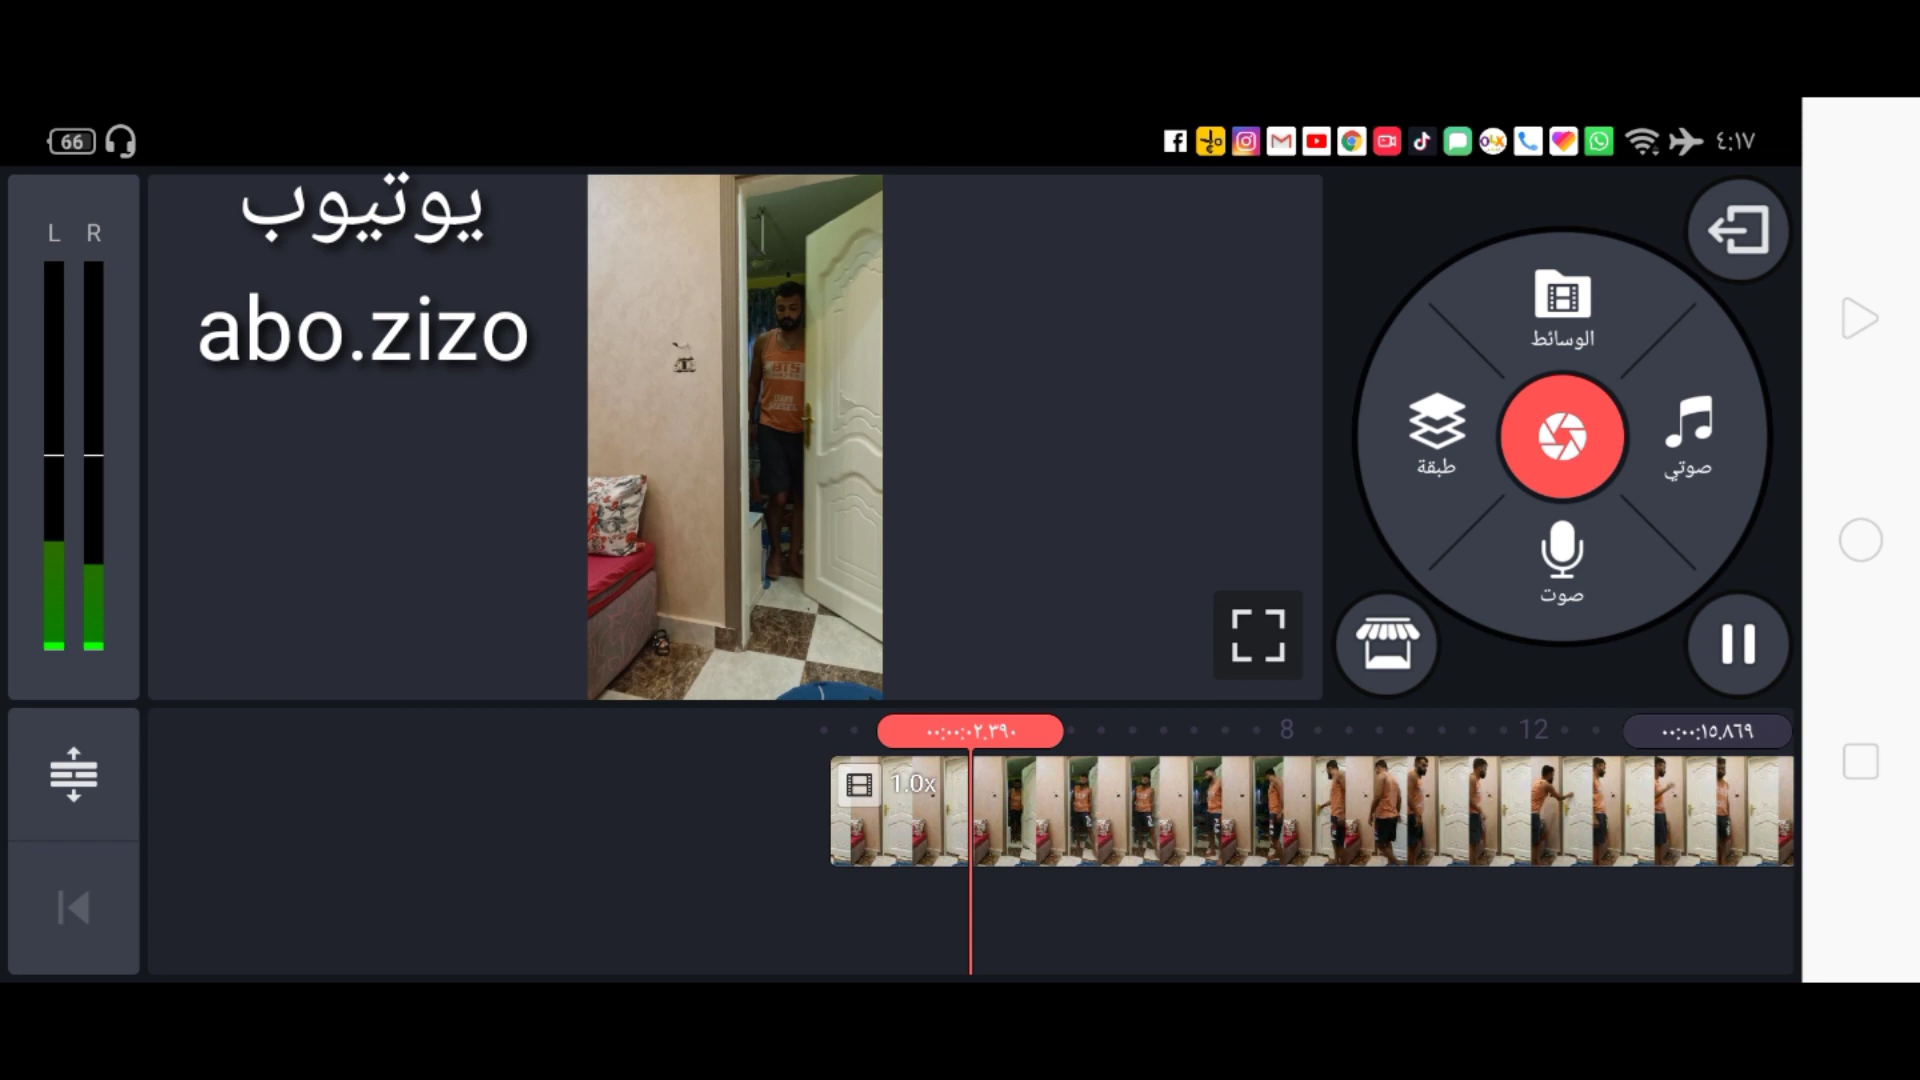 66
٤:١٧
L R
يوتيوب
abo.zizo
BTS
الوسائط
طبقة
صوتي
صوت
٠٠:٠٠:٠٢.٣٩٠
8
12
٠٠:٠٠:١٥.٨٦٩
1.0x